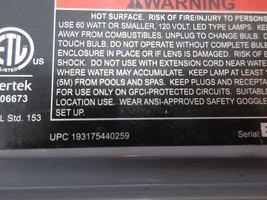 WARNING
HOT SURFACE. RISK OF FIRE/INJURY TO PERSONS
USE 60 WATT OR SMALLER, 120 VOLT, LED TYPE LAMPS. KEEP
AWAY FROM COMBUSTIBLES. UNPLUG TO CHANGE BULB. D
TOUCH BULB. DO NOT OPERATE WITHOUT COMPLETE BULB
ENCLOSURE IN PLACE OR IF LENS IS DAMAGED. RISK OF
SHOCK. DO NOT USE WITH EXTENSION CORD NEAR WATER
WHERE WATER MAY ACCUMULATE. KEEP LAMP AT LEAST 1
(5M) FROM POOLS AND SPAS. KEEP PLUGS AND RECEPTA
FOR USE ONLY ON GFCI-PROTECTED CIRCUITS. SUITABLE
LOCATION. WEAR ANSI-APPROVED SAFETY GOGGLE
SET UP.
ETL
US
ertek
06673
L Std. 153
UPC 193175440259
Serial: